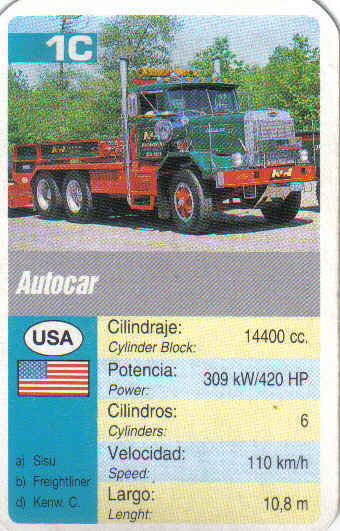 1C
Autocar
USA
Cilindraje:
Cylinder Block:
14400 cc.
Potencia:
Power:
309 kW/420 HP
Cilindros:
Cylinders:
6
Velocidad:
Speed:
110 km/h
Largo:
Lenght:
10,8 m
a) Sisu
b) Freightliner
d) Kenw. C.